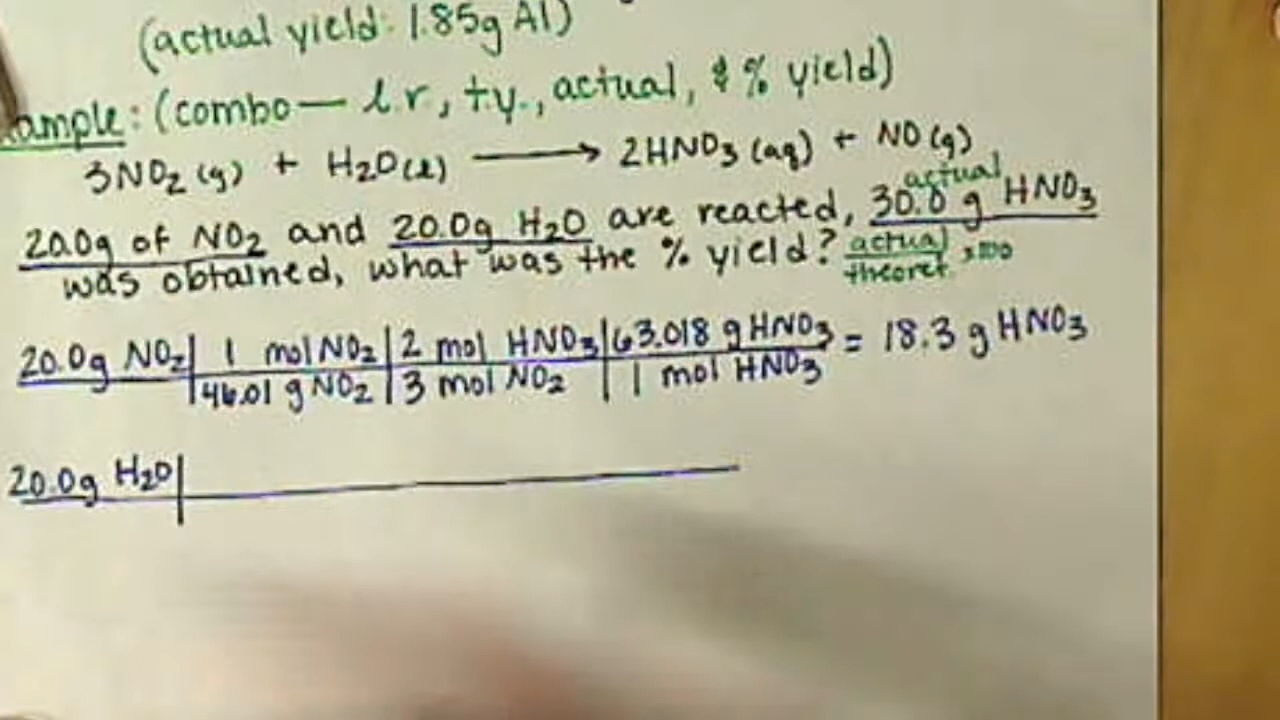 (actual yield: 1.85g Al)
ample: (combo — l.r, ty., actual, & % yield)
3NO₂ (g) + H₂O (l) ⟶ 2HNO₃ (aq) + NO (g)
actual
20.0g of NO₂ and 20.0g H₂O are reacted, 30.0 g HNO₃
was obtained, what was the % yield? actual/theoret. x100
20.0g NO₂ | 1 mol NO₂ | 2 mol HNO₃ | 63.018 g HNO₃ = 18.3 g HNO₃
46.01 g NO₂ | 3 mol NO₂ | 1 mol HNO₃
20.0g H₂O |